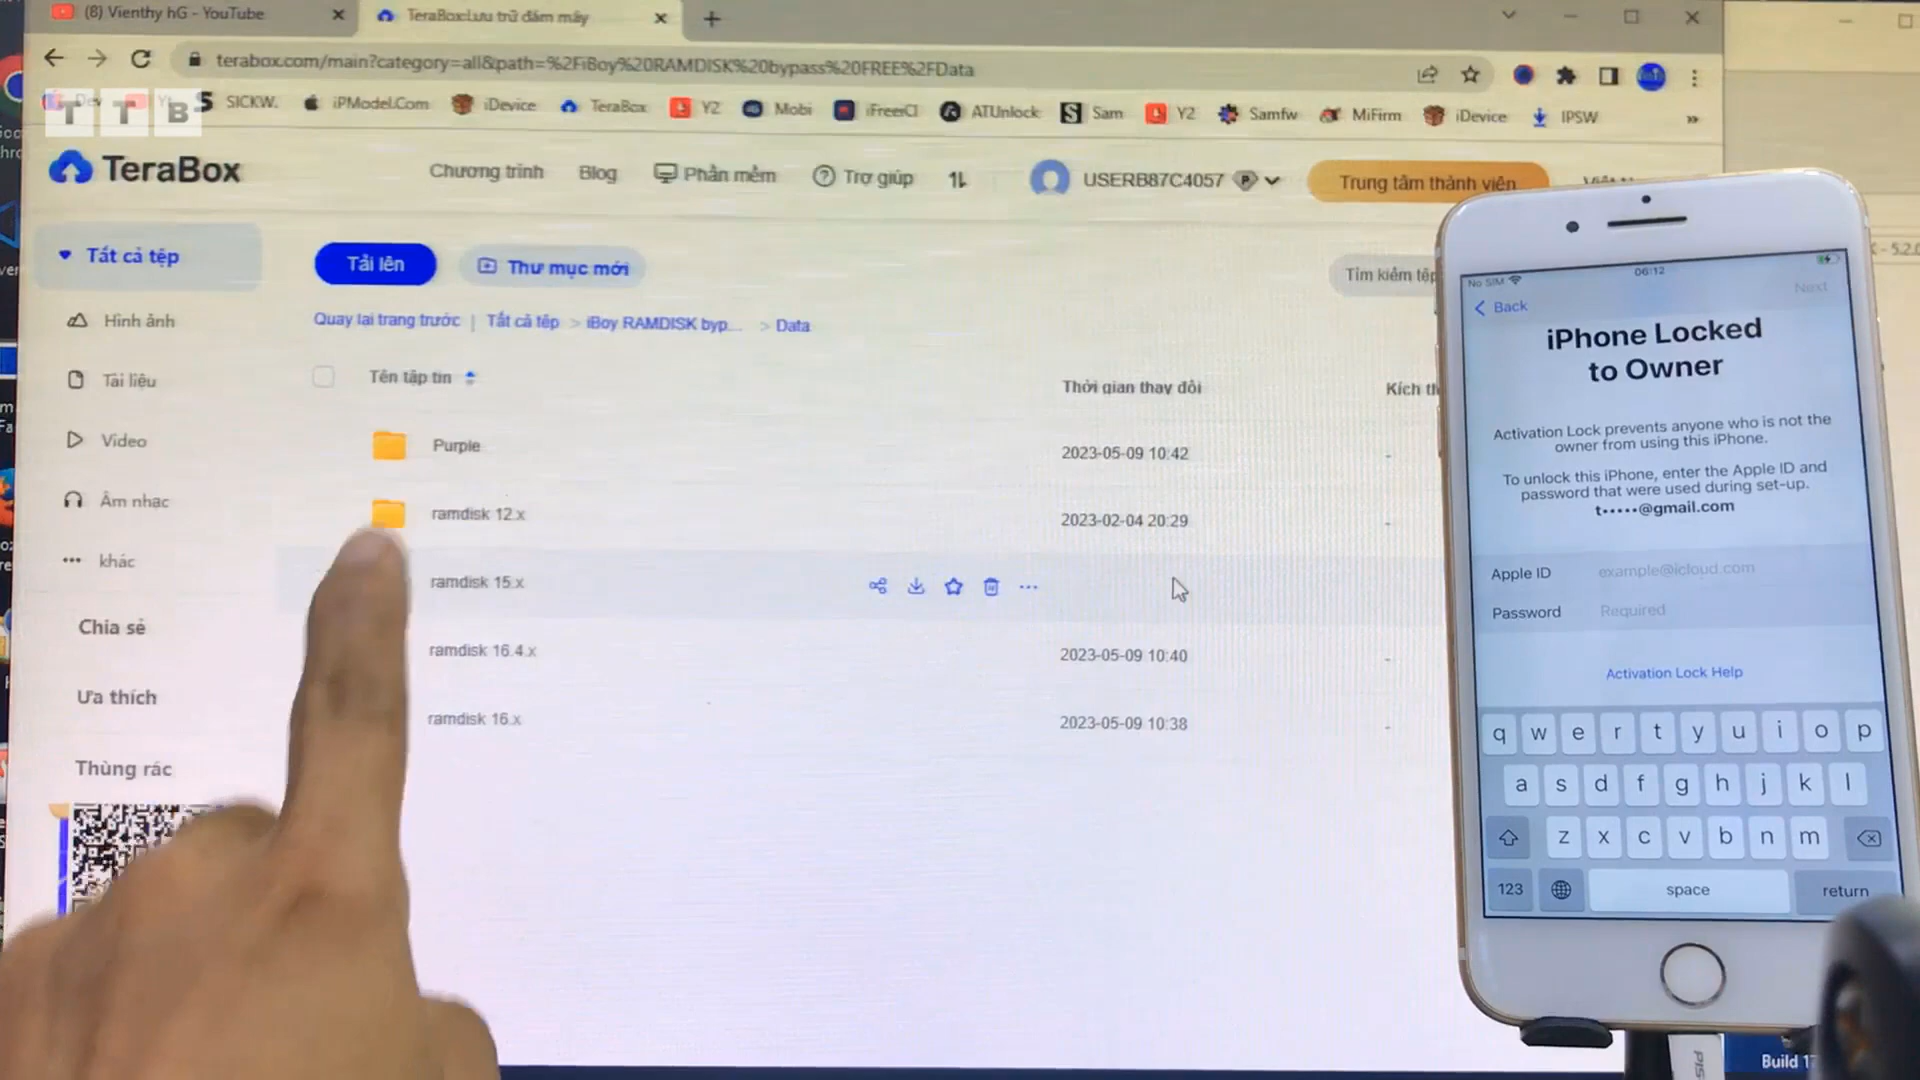 (8) Vienthy hG - YouTube
TeraBox:Lưu trữ đám mây
terabox.com/main?category=all&path=%2FiBoy%20RAMDISK%20bypass%20FREE%2FData
T T B
SICKW.
iPModel.Com
iDevice
TeraBox
Y2
Mobi
iFreeiCl
ATUnlock
Sam
Y2
Samfw
MiFirm
iDevice
IPSW
TeraBox
Chương trình
Blog
Phần mềm
Trợ giúp
USERB87C4057
Trung tâm thành viên
Tất cả tệp
Hình ảnh
Tài liệu
Video
Âm nhạc
khác
Chia sẻ
Ưa thích
Thùng rác
Tải lên
Thư mục mới
Tìm kiếm tệp
Quay lại trang trước | Tất cả tệp > iBoy RAMDISK byp... > Data
Tên tập tin
Thời gian thay đổi
Kích th
Purple
2023-05-09 10:42
-
ramdisk 12.x
2023-02-04 20:29
-
ramdisk 15.x
ramdisk 16.4.x
2023-05-09 10:40
-
ramdisk 16.x
2023-05-09 10:38
-
No SIM
06:12
Back
Next
iPhone Locked
to Owner
Activation Lock prevents anyone who is not the
owner from using this iPhone.
To unlock this iPhone, enter the Apple ID and
password that were used during set-up.
t•••••@gmail.com
Apple ID
example@icloud.com
Password
Required
Activation Lock Help
q w e r t y u i o p
a s d f g h j k l
z x c v b n m
123
space
return
- 5.2.0
Build 17